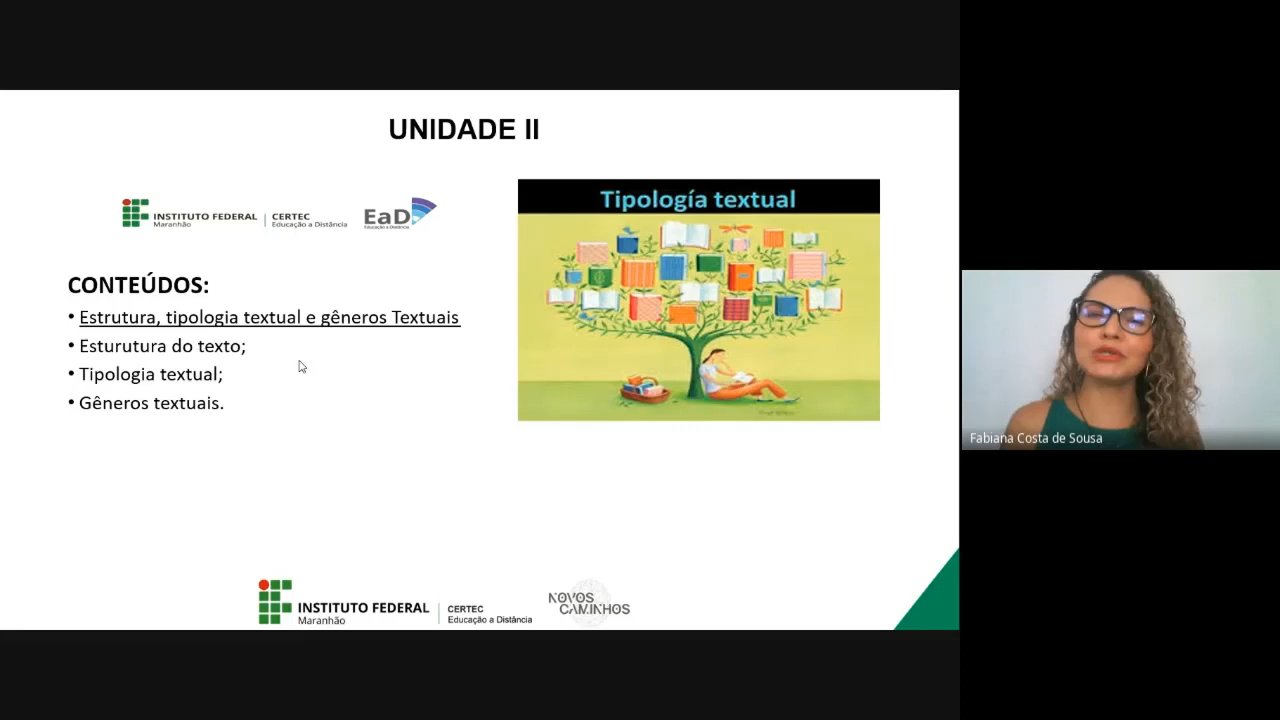 UNIDADE II
INSTITUTO FEDERAL
Maranhão
CERTEC
Educação a Distância
EaD
Educação a Distância
Tipología textual
CONTEÚDOS:
• Estrutura, tipologia textual e gêneros Textuais
• Esturutura do texto;
• Tipologia textual;
• Gêneros textuais.
Fabiana Costa de Sousa
INSTITUTO FEDERAL
Maranhão
CERTEC
Educação a Distância
NOVOS
CAMINHOS